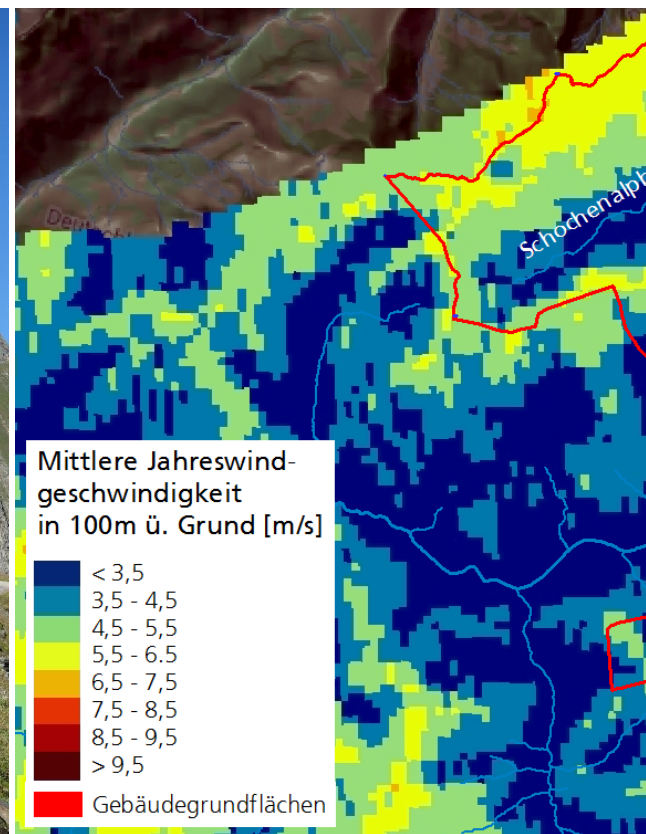 Schochenalph
Mittlere Jahreswind-
geschwindigkeit
in 100m ü. Grund [m/s]
< 3,5
3,5 - 4,5
4,5 - 5,5
5,5 - 6.5
6,5 - 7,5
7,5 - 8,5
8,5 - 9,5
> 9,5
Gebäudegrundflächen